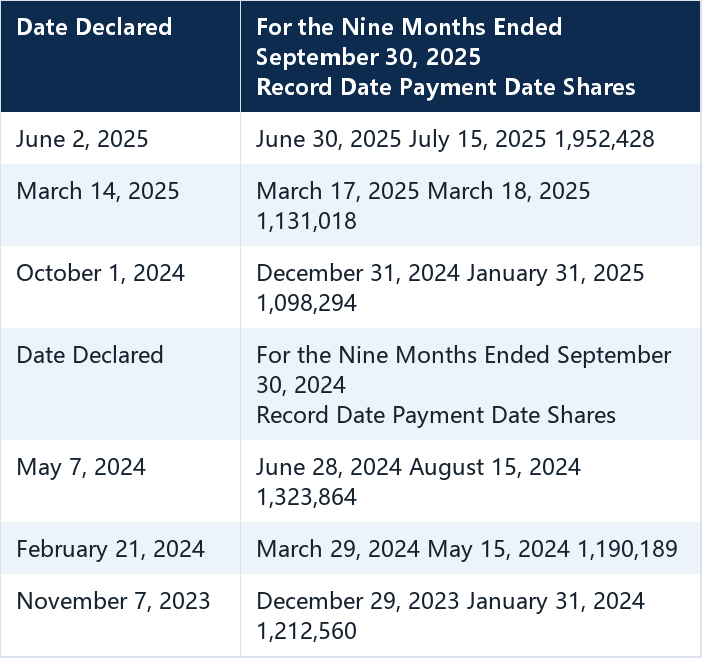 Date Declared
For the Nine Months Ended
September 30, 2025
Record Date Payment Date Shares
June 2, 2025
June 30, 2025 July 15, 2025 1,952,428
March 14, 2025
March 17, 2025 March 18, 2025
1,131,018
October 1, 2024
December 31, 2024 January 31, 2025
1,098,294
Date Declared
For the Nine Months Ended September
30, 2024
Record Date Payment Date Shares
May 7, 2024
June 28, 2024 August 15, 2024
1,323,864
February 21, 2024
March 29, 2024 May 15, 2024 1,190,189
November 7, 2023
December 29, 2023 January 31, 2024
1,212,560